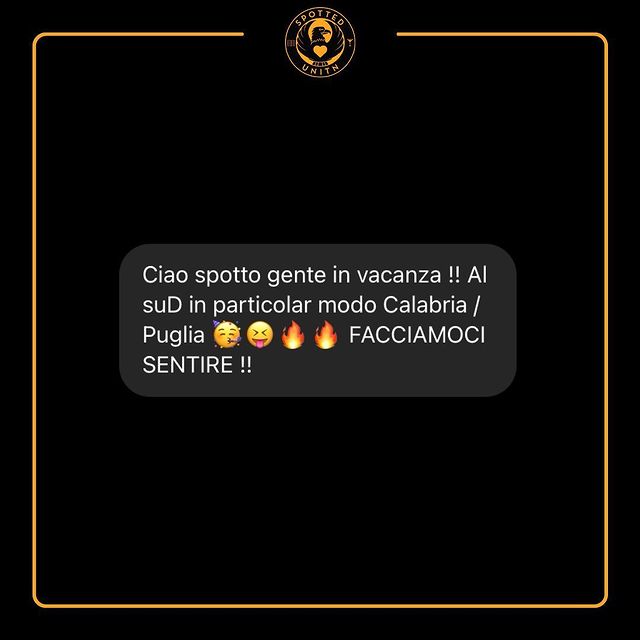 SPOTTED
UNITN
Ciao spotto gente in vacanza !! Al
suD in particolar modo Calabria /
Puglia 🥳😝🔥🔥 FACCIAMOCI
SENTIRE !!